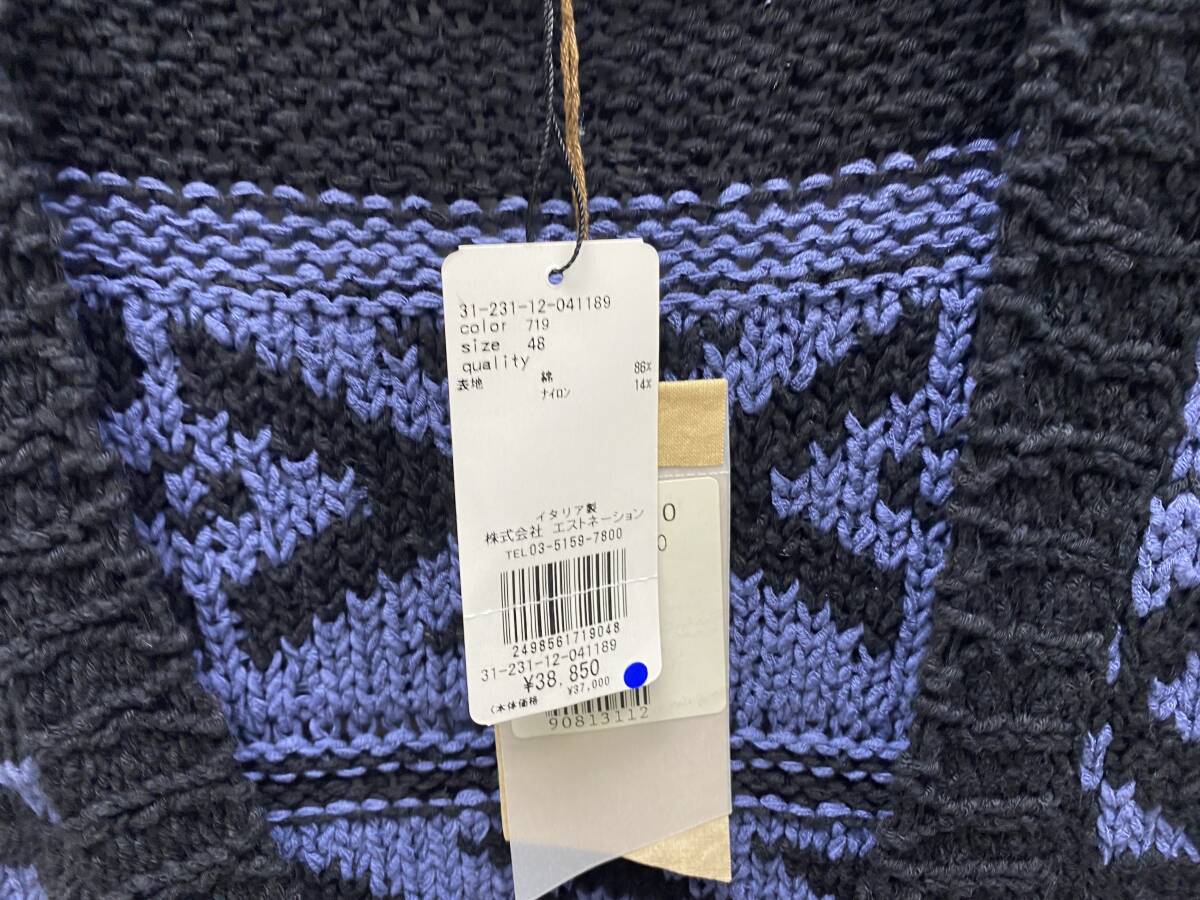 31-231-12-041189
color 719
size 48
quality
表地 綿 86%
ナイロン 14%
イタリア製
株式会社 エストネーション
TEL03-5159-7800
2498561719048
31-231-12-041189
¥38,850
(本体価格 ¥37,000
0
0
90813112